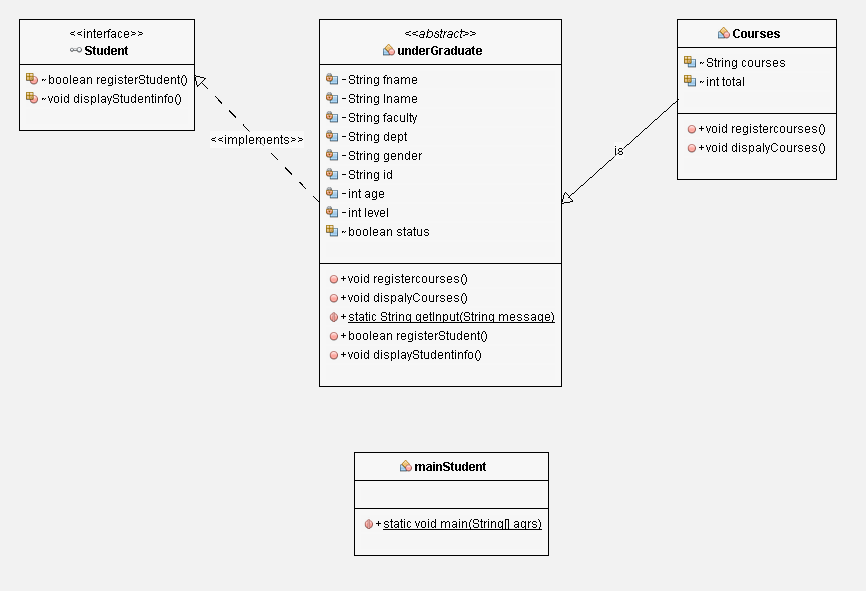 <<interface>>
Student
~boolean registerStudent()
~void displayStudentinfo()
<<implements>>
<<abstract>>
underGraduate
-String fname
-String lname
-String faculty
-String dept
-String gender
-String id
-int age
-int level
~boolean status
+void registercourses()
+void dispalyCourses()
+static String getInput(String message)
+boolean registerStudent()
+void displayStudentinfo()
is
Courses
~String courses
~int total
+void registercourses()
+void dispalyCourses()
mainStudent
+static void main(String[] aqrs)